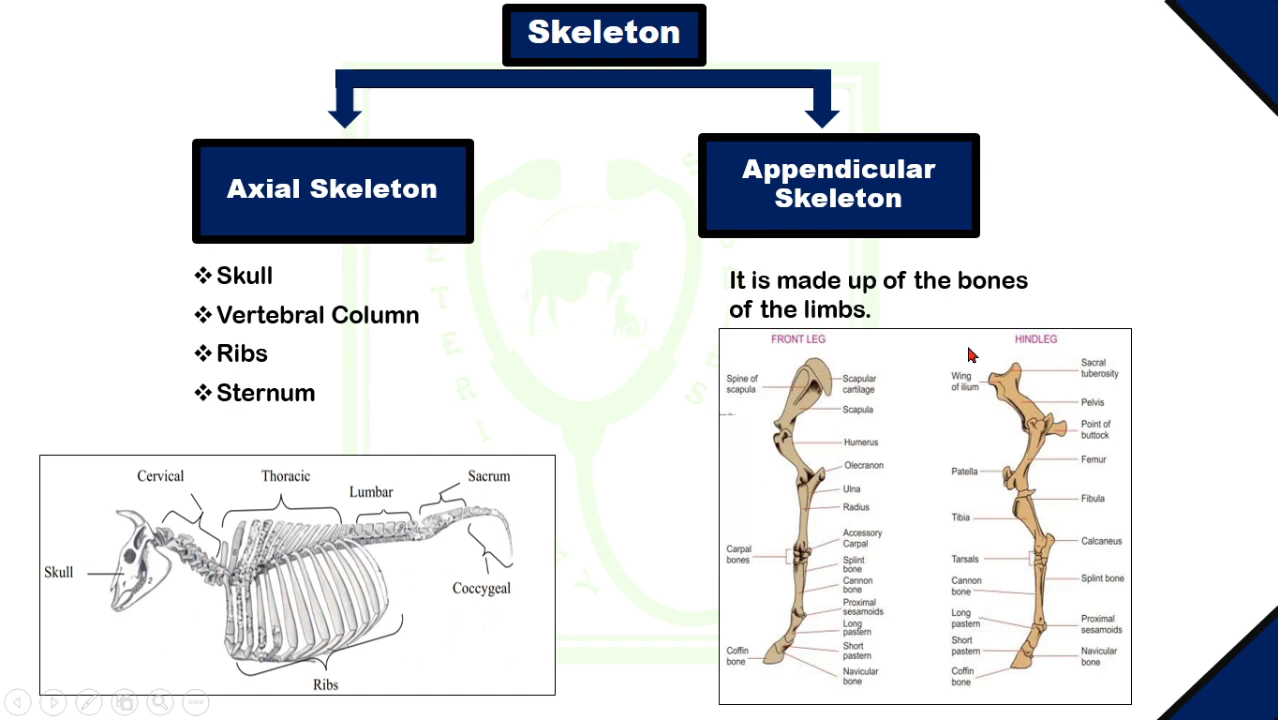 Skeleton
Axial Skeleton
Appendicular
Skeleton
❖ Skull
❖ Vertebral Column
❖ Ribs
❖ Sternum
It is made up of the bones
of the limbs.
Cervical
Thoracic
Lumbar
Sacrum
Skull
Coccygeal
Ribs
FRONT LEG
Spine of
scapula
Scapular
cartilage
Scapula
Humerus
Olecranon
Ulna
Radius
Accessory
Carpal
Carpal
bones
Splint
bone
Cannon
bone
Proximal
sesamoids
Long
pastern
Short
pastern
Coffin
bone
Navicular
bone
HINDLEG
Wing
of ilium
Sacral
tuberosity
Pelvis
Point of
buttock
Femur
Patella
Fibula
Tibia
Calcaneus
Tarsals
Splint bone
Cannon
bone
Long
pastern
Proximal
sesamoids
Short
pastern
Navicular
bone
Coffin
bone